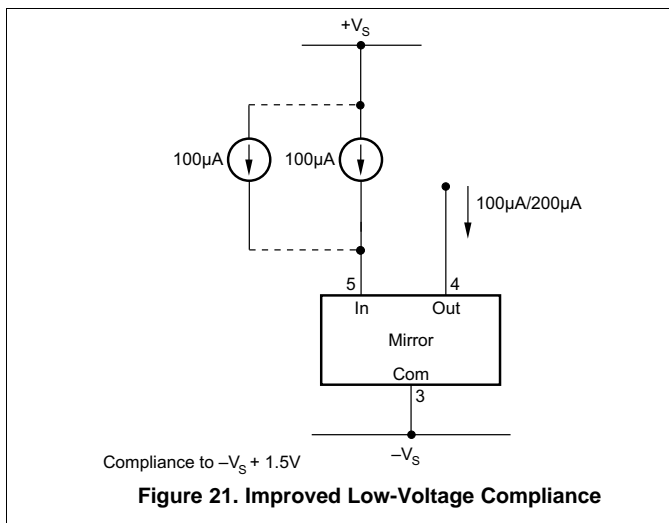 +V_S
100µA
100µA
100µA/200µA
5
4
In
Out
Mirror
Com
3
–V_S
Compliance to –V_S + 1.5V
Figure 21. Improved Low-Voltage Compliance